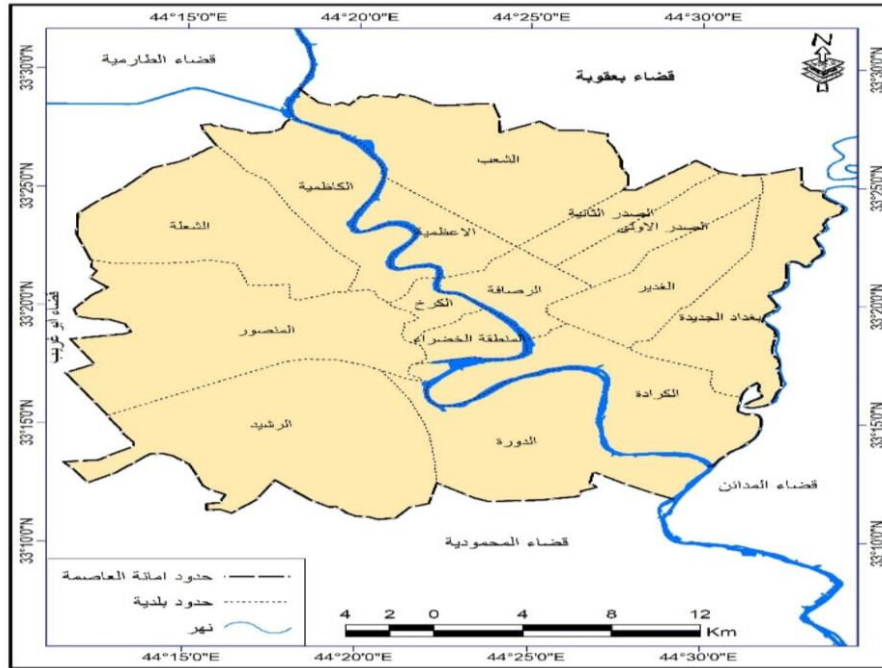 44°15'0"E 44°20'0"E 44°25'0"E 44°30'0"E
N
قضاء الطارمية
قضاء بعقوبة
33°30'0"N 33°30'0"N
الشعب
33°25'0"N 33°25'0"N
الكاظمية
الصدر الثانية
الصدر الاولى
الشعلة
الاعظمية
الغدير
الرصافة
33°20'0"N 33°20'0"N
الكرخ
بغداد الجديدة
قضاء ابو غريب
المنصور
المنطقة الخضراء
الكرادة
33°15'0"N 33°15'0"N
الرشيد
الدورة
قضاء المدائن
33°10'0"N 33°10'0"N
قضاء المحمودية
حدود امانة العاصمة
حدود بلدية
نهر
4 2 0 4 8 12
Km
44°15'0"E 44°20'0"E 44°25'0"E 44°30'0"E